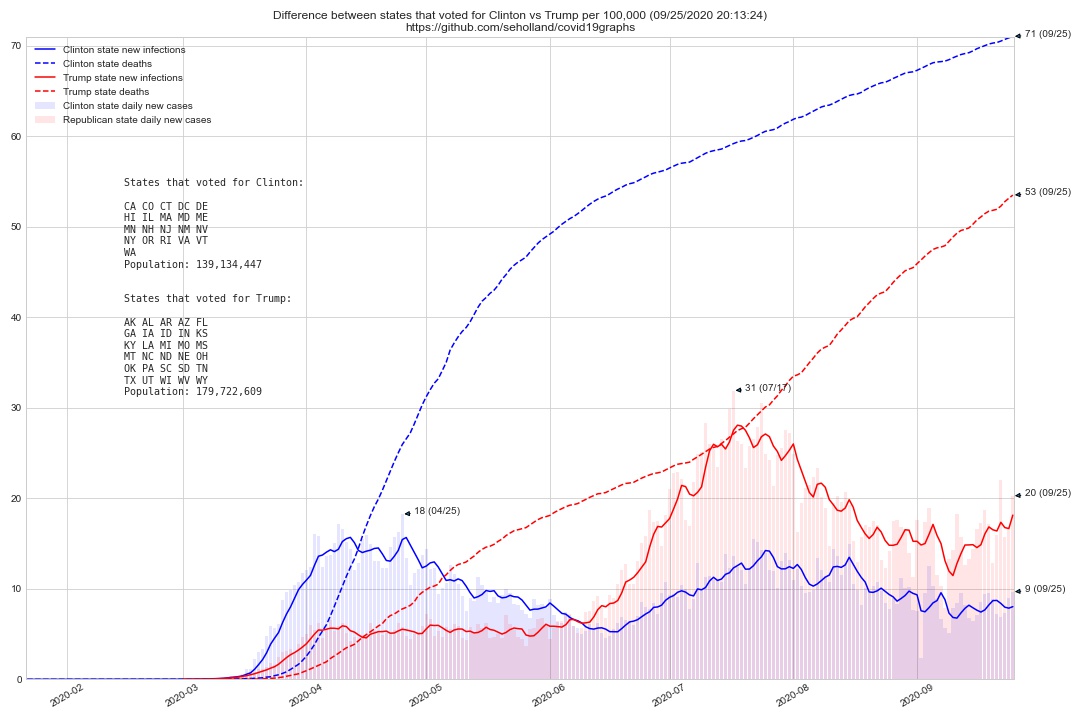 Difference between states that voted for Clinton vs Trump per 100,000 (09/25/2020 20:13:24)
https://github.com/seholland/covid19graphs
Clinton state new infections
Clinton state deaths
Trump state new infections
Trump state deaths
Clinton state daily new cases
Republican state daily new cases
States that voted for Clinton:
CA CO CT DC DE
HI IL MA MD ME
MN NH NJ NM NV
NY OR RI VA VT
WA
Population: 139,134,447
States that voted for Trump:
AK AL AR AZ FL
GA IA ID IN KS
KY LA MI MO MS
MT NC ND NE OH
OK PA SC SD TN
TX UT WI WV WY
Population: 179,722,609
71 (09/25)
53 (09/25)
31 (07/17)
18 (04/25)
20 (09/25)
9 (09/25)
70
60
50
40
30
20
10
0
2020-02
2020-03
2020-04
2020-05
2020-06
2020-07
2020-08
2020-09